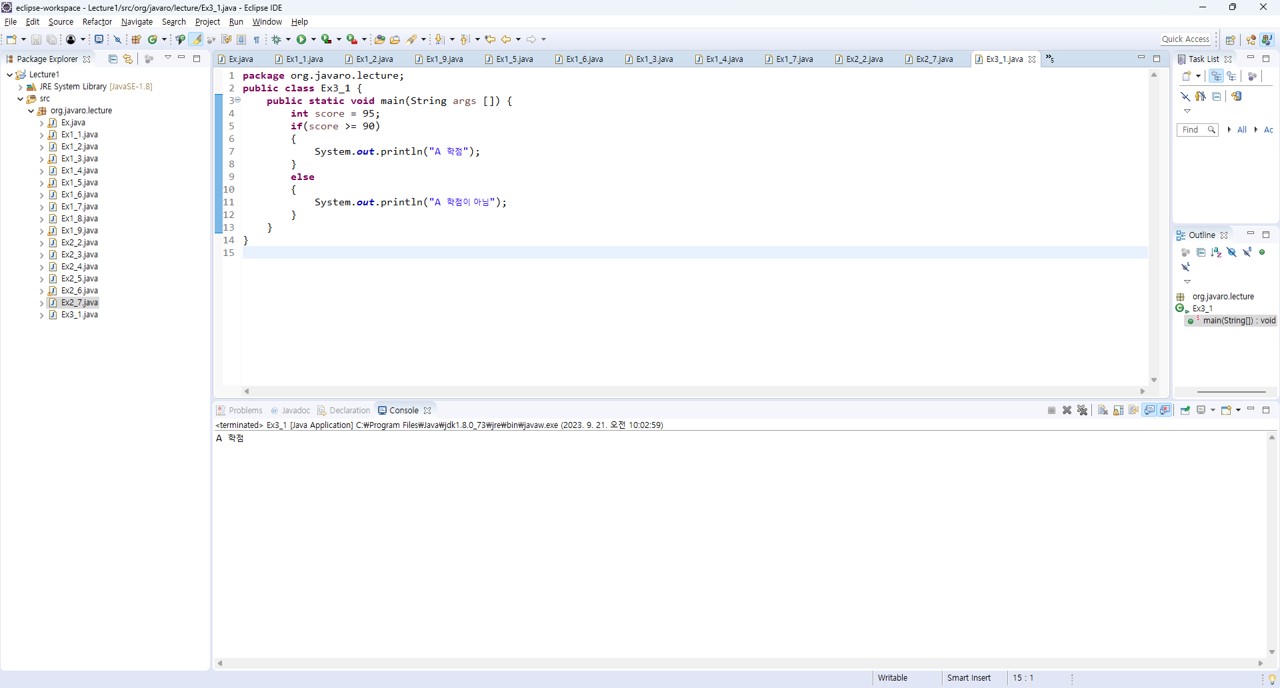 eclipse-workspace - Lecture1/src/org/javaro/lecture/Ex3_1.java - Eclipse IDE
File Edit Source Refactor Navigate Search Project Run Window Help
Quick Access
Package Explorer
Lecture1
JRE System Library [JavaSE-1.8]
src
org.javaro.lecture
Ex.java
Ex1_1.java
Ex1_2.java
Ex1_3.java
Ex1_4.java
Ex1_5.java
Ex1_6.java
Ex1_7.java
Ex1_8.java
Ex1_9.java
Ex2_2.java
Ex2_3.java
Ex2_4.java
Ex2_5.java
Ex2_6.java
Ex2_7.java
Ex3_1.java
Ex.java Ex1_1.java Ex1_2.java Ex1_9.java Ex1_5.java Ex1_6.java Ex1_3.java Ex1_4.java Ex1_7.java Ex2_2.java Ex2_7.java Ex3_1.java »5
1 package org.javaro.lecture;
2 public class Ex3_1 {
3 public static void main(String args []) {
4 int score = 95;
5 if(score >= 90)
6 {
7 System.out.println("A 학점");
8 }
9 else
10 {
11 System.out.println("A 학점이 아님");
12 }
13 }
14 }
15
Task List
Find All Ac
Outline
org.javaro.lecture
Ex3_1
main(String[]) : void
Problems Javadoc Declaration Console
<terminated> Ex3_1 [Java Application] C:₩Program Files₩Java₩jdk1.8.0_73₩jre₩bin₩javaw.exe (2023. 9. 21. 오전 10:02:59)
A 학점
Writable Smart Insert 15 : 1